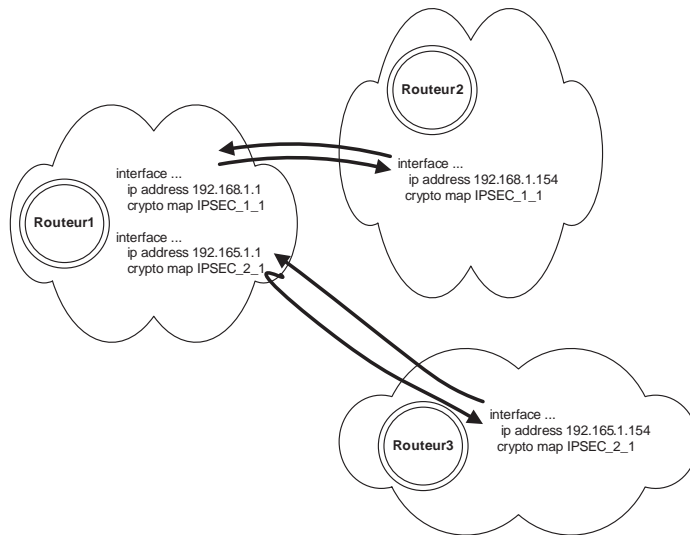 Routeur2
interface ...
ip address 192.168.1.154
crypto map IPSEC_1_1
interface ...
ip address 192.168.1.1
crypto map IPSEC_1_1
Routeur1
interface ...
ip address 192.165.1.1
crypto map IPSEC_2_1
interface ...
ip address 192.165.1.154
crypto map IPSEC_2_1
Routeur3